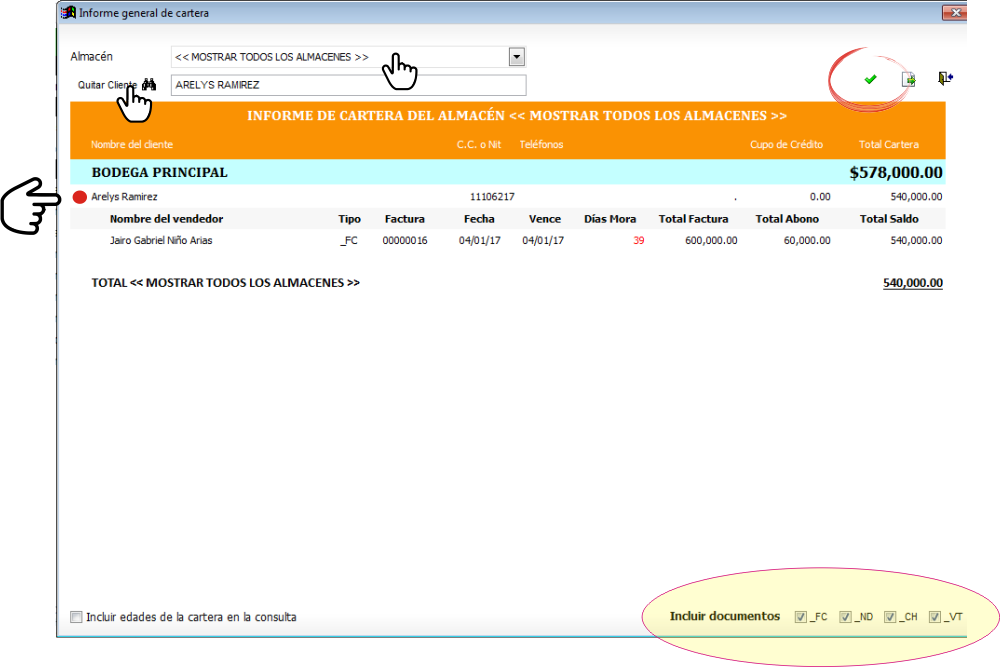 Informe general de cartera
Almacén << MOSTRAR TODOS LOS ALMACENES >>
Quitar Cliente ARELYS RAMIREZ
INFORME DE CARTERA DEL ALMACÉN << MOSTRAR TODOS LOS ALMACENES >>
Nombre del cliente C.C. o Nit Teléfonos Cupo de Crédito Total Cartera
BODEGA PRINCIPAL $578,000.00
Arelys Ramirez 11106217 . 0.00 540,000.00
Nombre del vendedor Tipo Factura Fecha Vence Días Mora Total Factura Total Abono Total Saldo
Jairo Gabriel Niño Arias _FC 00000016 04/01/17 04/01/17 39 600,000.00 60,000.00 540,000.00
TOTAL << MOSTRAR TODOS LOS ALMACENES >> 540,000.00
Incluir edades de la cartera en la consulta Incluir documentos _FC _ND _CH _VT